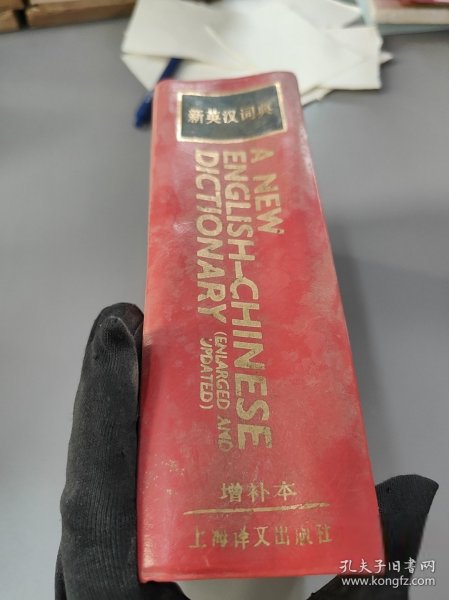 新英汉词典
A NEW
ENGLISH-CHINESE
DICTIONARY
(ENLARGED AND
UPDATED)
增补本
上海译文出版社
孔夫子旧书网
www.kongfz.com